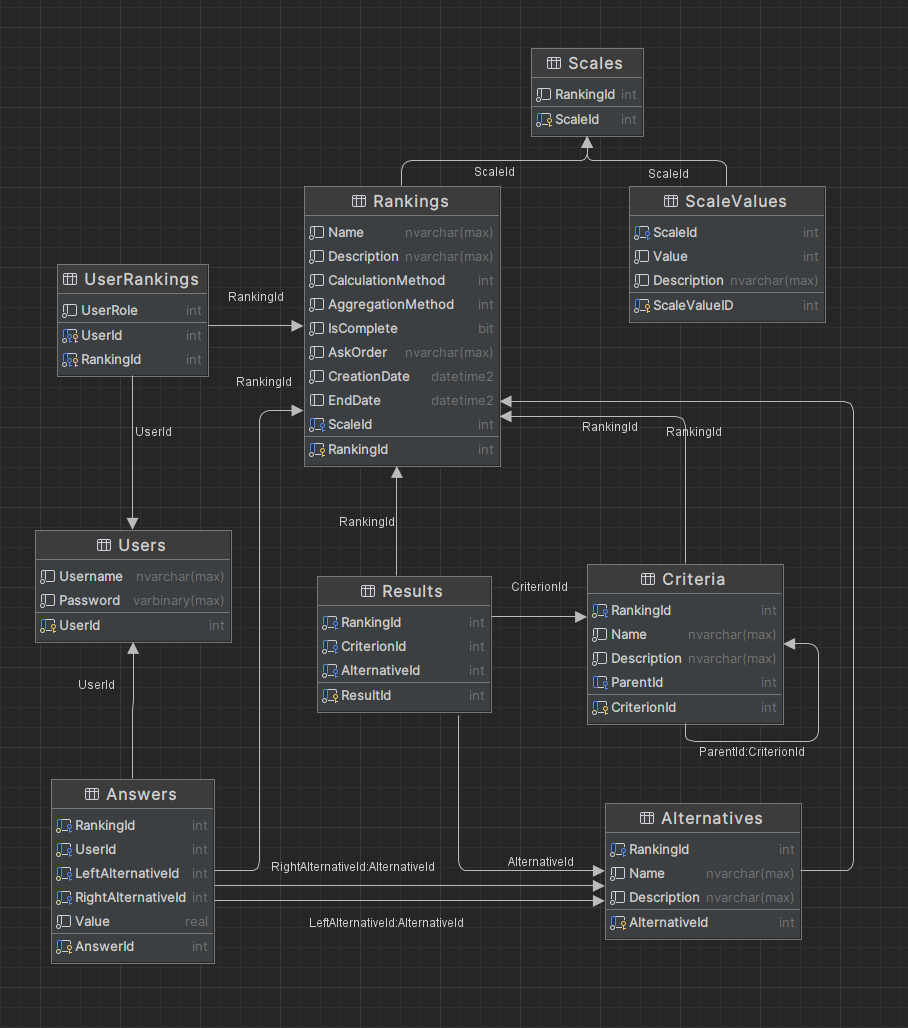 Scales
RankingId int
ScaleId int
ScaleId
ScaleId
Rankings
Name nvarchar(max)
Description nvarchar(max)
CalculationMethod int
AggregationMethod int
IsComplete bit
AskOrder nvarchar(max)
CreationDate datetime2
EndDate datetime2
ScaleId int
RankingId int
ScaleValues
ScaleId int
Value int
Description nvarchar(max)
ScaleValueID int
UserRankings
UserRole int
UserId int
RankingId int
RankingId
RankingId
UserId
RankingId
RankingId
RankingId
Users
Username nvarchar(max)
Password varbinary(max)
UserId int
Results
RankingId int
CriterionId int
AlternativeId int
ResultId int
CriterionId
Criteria
RankingId int
Name nvarchar(max)
Description nvarchar(max)
ParentId int
CriterionId int
ParentId:CriterionId
UserId
Answers
RankingId int
UserId int
LeftAlternativeId int
RightAlternativeId int
Value real
AnswerId int
RightAlternativeId:AlternativeId
AlternativeId
LeftAlternativeId:AlternativeId
Alternatives
RankingId int
Name nvarchar(max)
Description nvarchar(max)
AlternativeId int